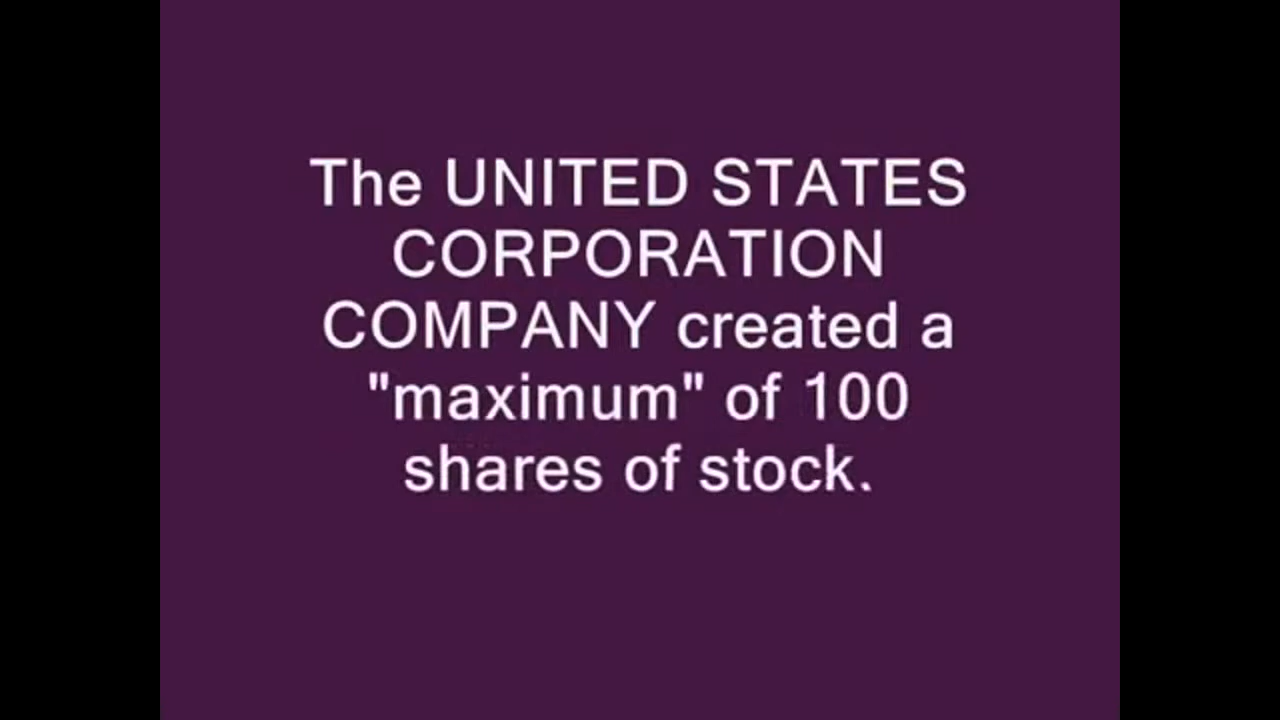 The UNITED STATES
CORPORATION
COMPANY created a
"maximum" of 100
shares of stock.